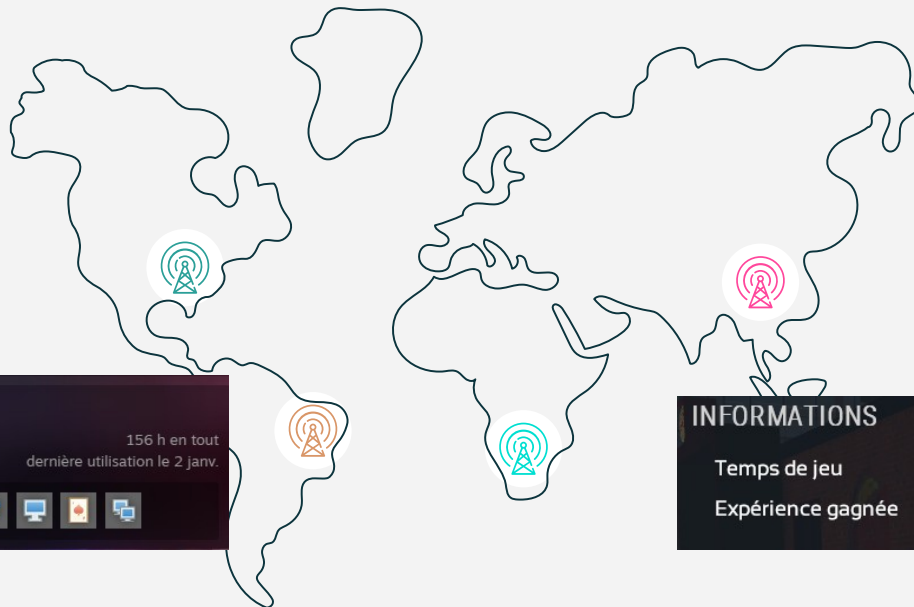 156 h en tout
dernière utilisation le 2 janv.
INFORMATIONS
Temps de jeu
Expérience gagnée